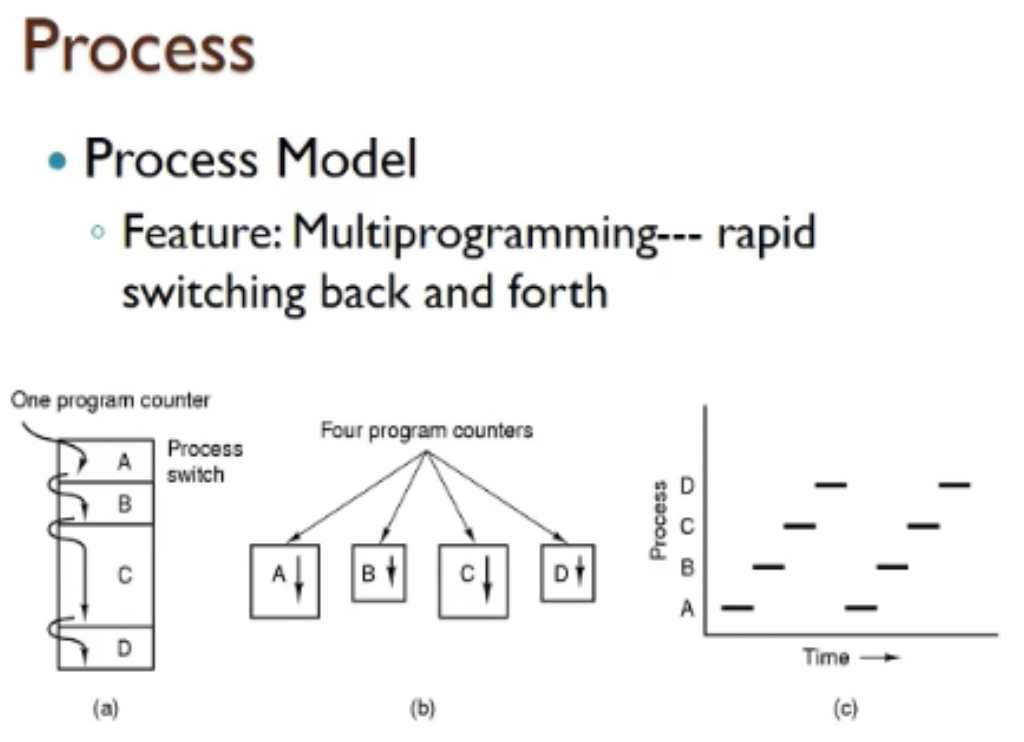 Process
Process Model
Feature: Multiprogramming--- rapid
switching back and forth
One program counter
Process
switch
A
B
C
D
(a)
Four program counters
A
B
C
D
(b)
Process
D
C
B
A
Time
(c)